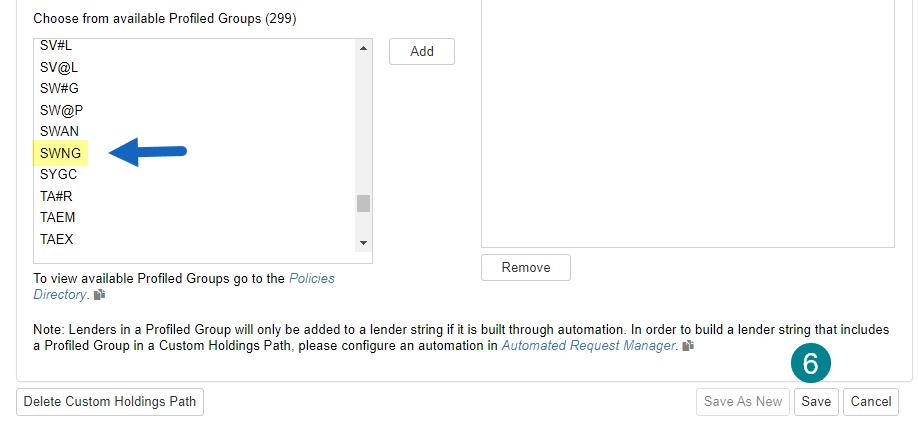 Choose from available Profiled Groups (299)
SV#L
SV@L
SW#G
SW@P
SWAN
SWNG
SYGC
TA#R
TAEM
TAEX
Add
Remove
To view available Profiled Groups go to the Policies
Directory.
Note: Lenders in a Profiled Group will only be added to a lender string if it is built through automation. In order to build a lender string that includes
a Profiled Group in a Custom Holdings Path, please configure an automation in Automated Request Manager.
6
Delete Custom Holdings Path
Save As New
Save
Cancel